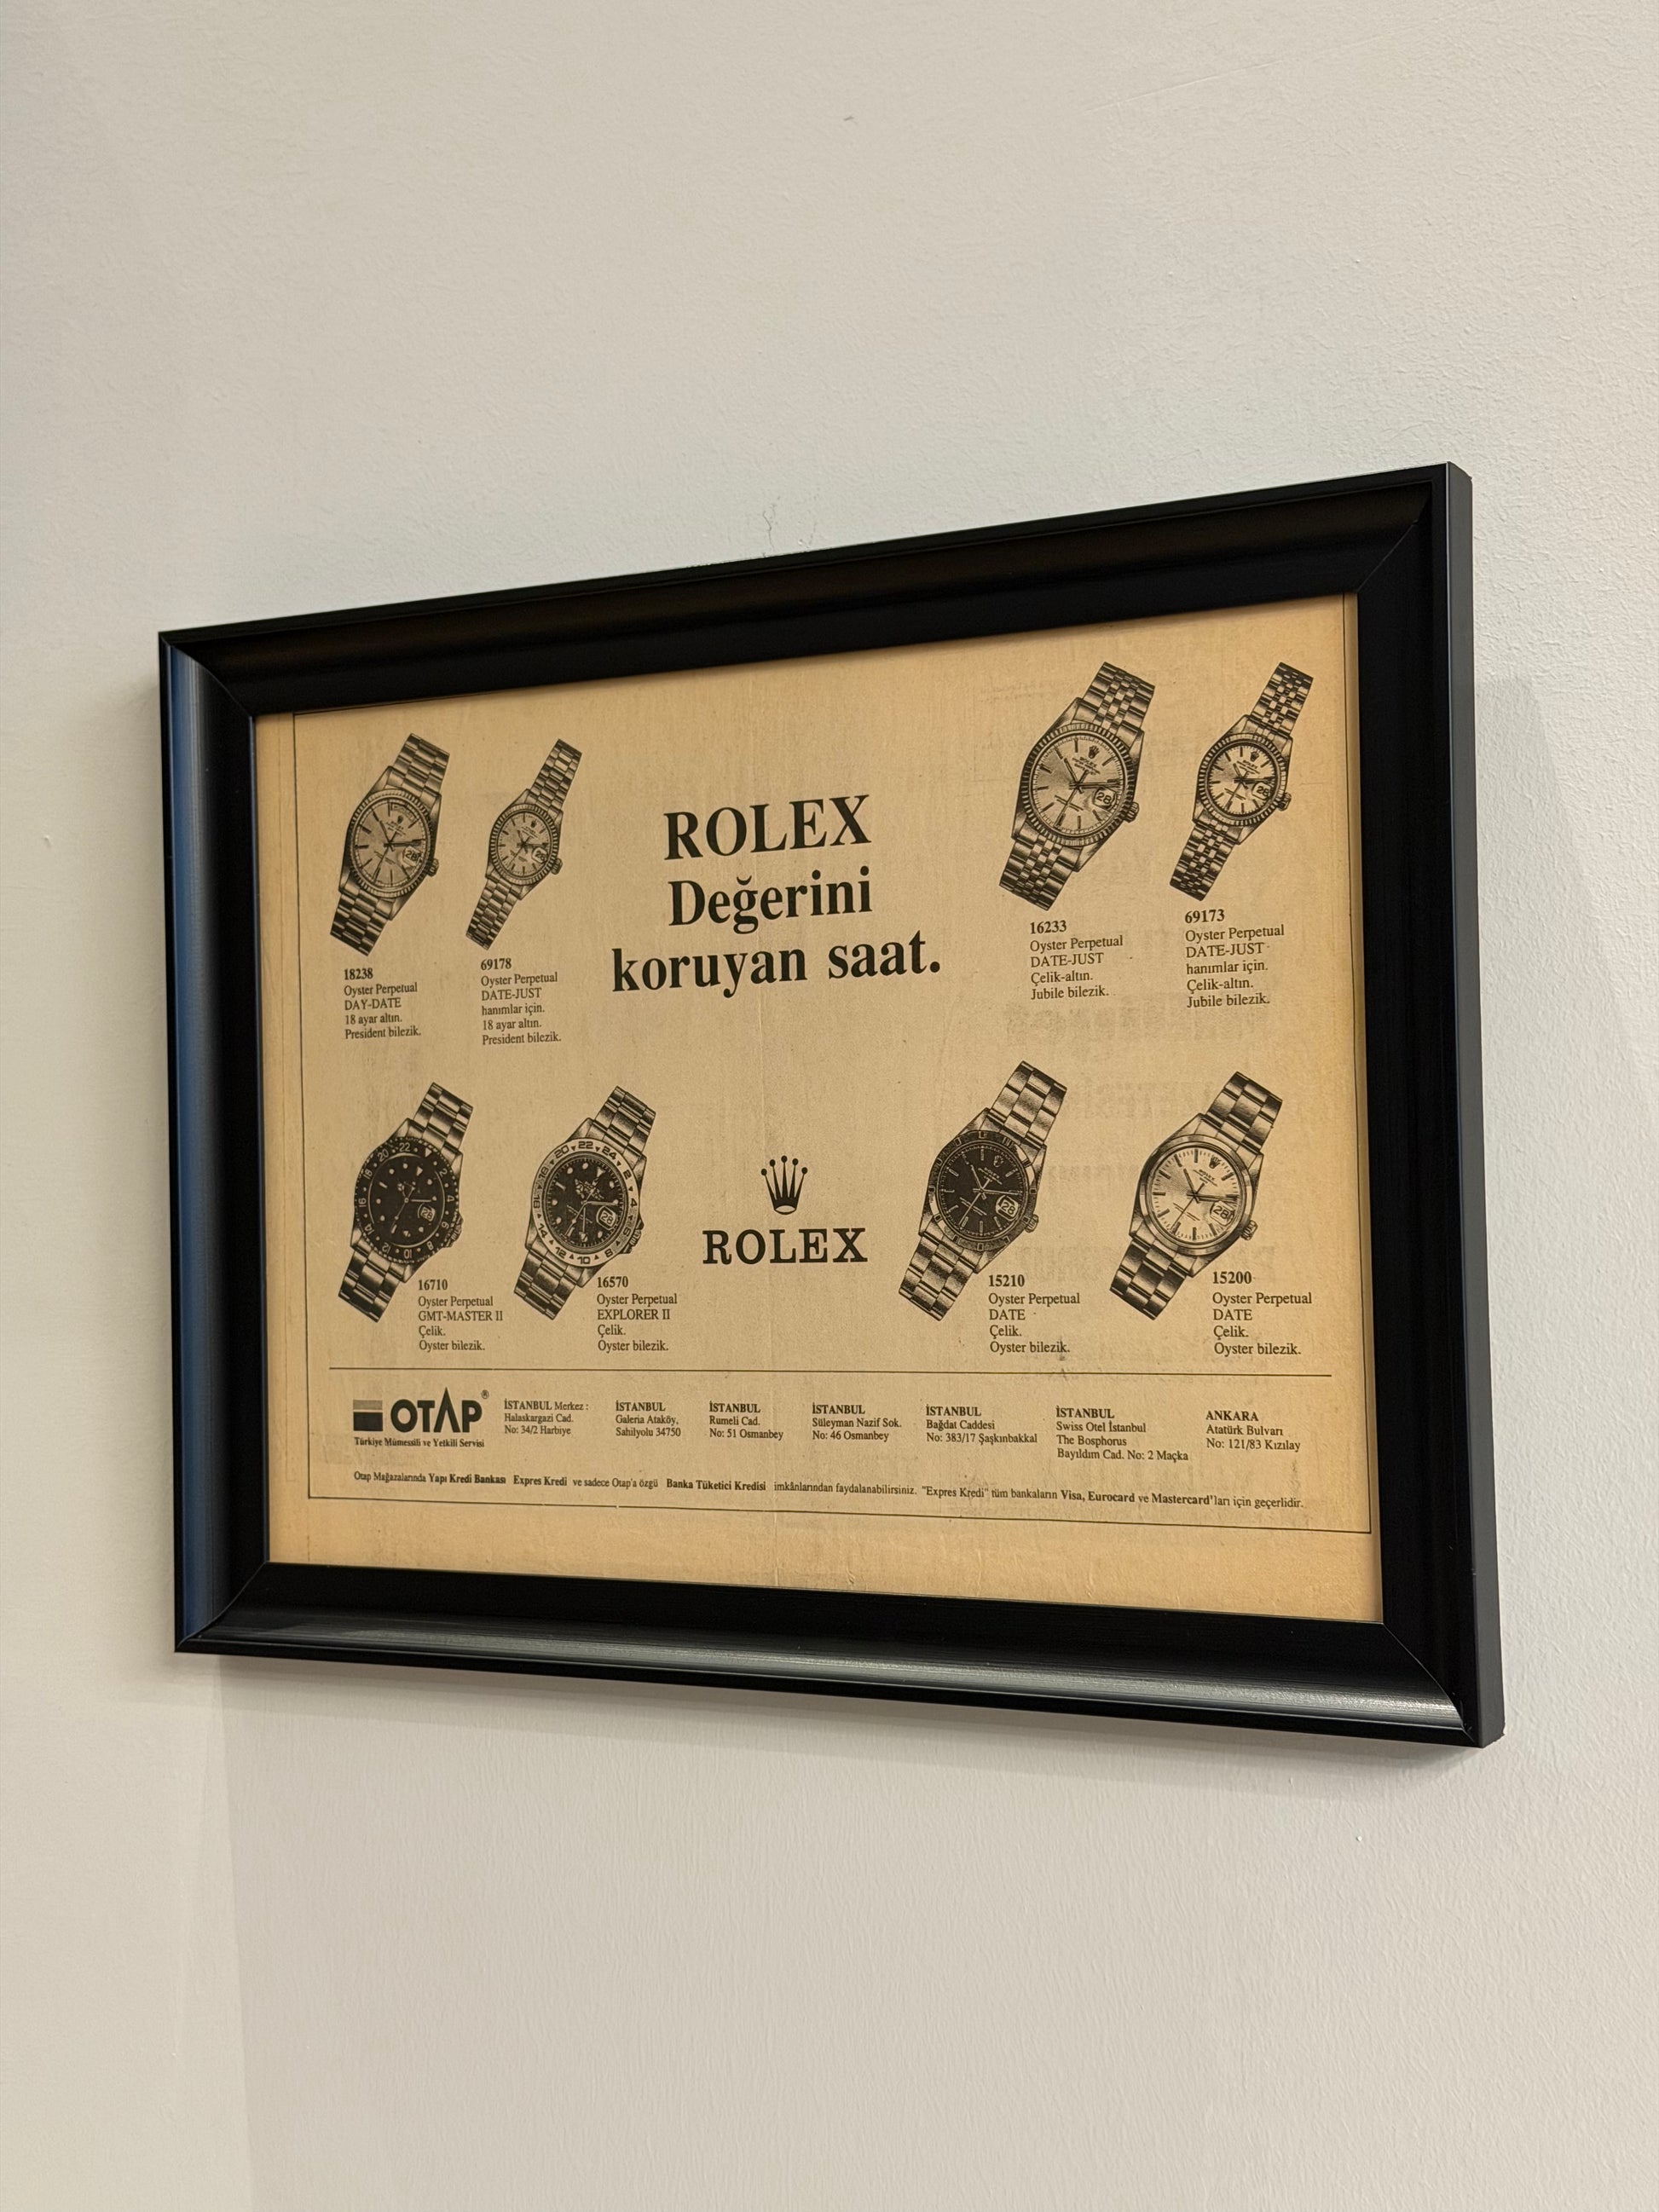 ROLEX
Değerini
koruyan saat.
18238
Oyster Perpetual
DAY-DATE
18 ayar altın.
President bilezik.
69178
Oyster Perpetual
DATE-JUST
hanımlar için.
18 ayar altın.
President bilezik.
16233
Oyster Perpetual
DATE-JUST
Çelik-altın.
Jubile bilezik.
69173
Oyster Perpetual
DATE-JUST
hanımlar için.
Çelik-altın.
Jubile bilezik.
16710
Oyster Perpetual
GMT-MASTER II
Çelik.
Oyster bilezik.
16570
Oyster Perpetual
EXPLORER II
Çelik.
Oyster bilezik.
ROLEX
15210
Oyster Perpetual
DATE
Çelik.
Oyster bilezik.
15200
Oyster Perpetual
DATE
Çelik.
Oyster bilezik.
OTAP®
Türkiye Mümessili ve Yetkili Servisi
İSTANBUL Merkez :
Halaskargazi Cad.
No: 34/2 Harbiye
İSTANBUL
Galeria Ataköy,
Sahilyolu 34750
İSTANBUL
Rumeli Cad.
No: 51 Osmanbey
İSTANBUL
Süleyman Nazif Sok.
No: 46 Osmanbey
İSTANBUL
Bağdat Caddesi
No: 383/17 Şaşkınbakkal
İSTANBUL
Swiss Otel İstanbul
The Bosphorus
Bayıldım Cad. No: 2 Maçka
ANKARA
Atatürk Bulvarı
No: 121/83 Kızılay
Otap Mağazalarında Yapı Kredi Bankası Expres Kredi ve sadece Otap'a özgü Banka Tüketici Kredisi imkânlarından faydalanabilirsiniz. "Expres Kredi" tüm bankaların Visa, Eurocard ve Mastercard'ları için geçerlidir.